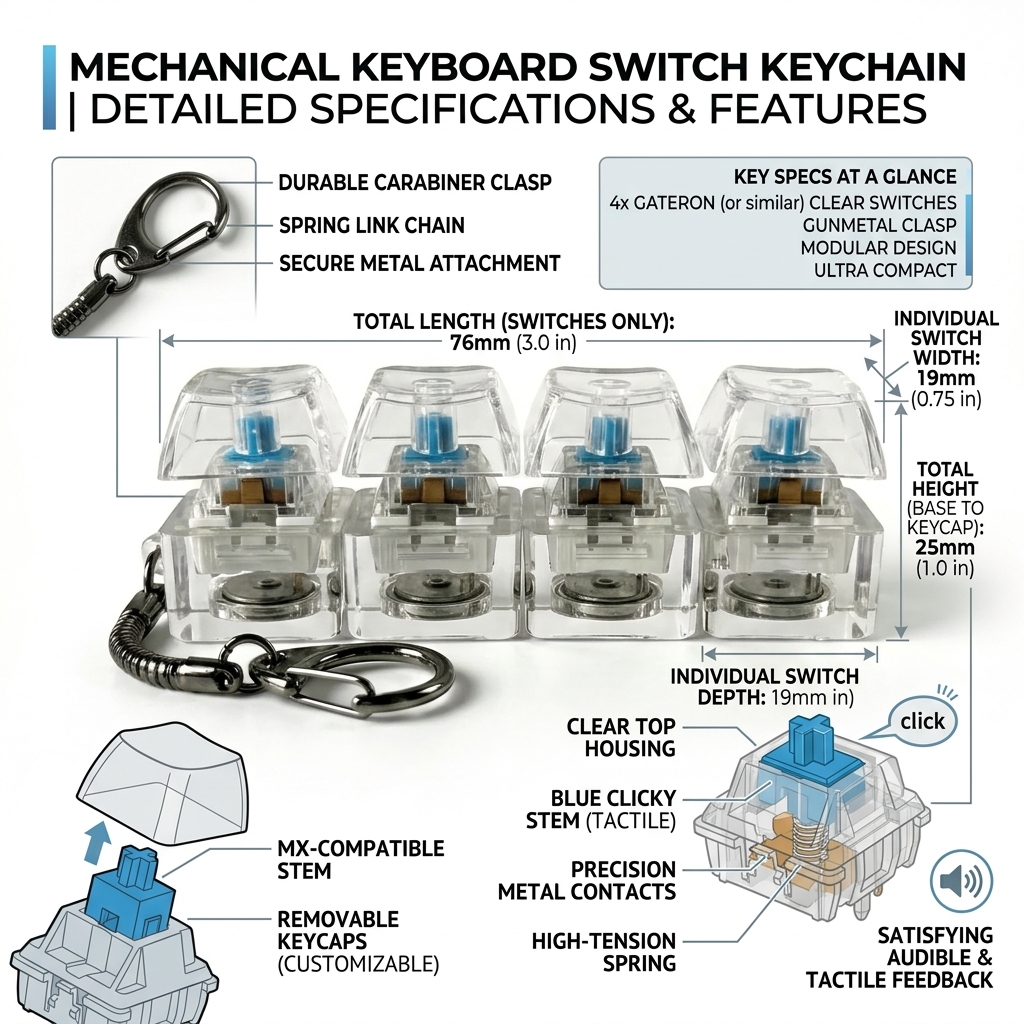 MECHANICAL KEYBOARD SWITCH KEYCHAIN
| DETAILED SPECIFICATIONS & FEATURES
DURABLE CARABINER CLASP
SPRING LINK CHAIN
SECURE METAL ATTACHMENT
KEY SPECS AT A GLANCE
4x GATERON (or similar) CLEAR SWITCHES
GUNMETAL CLASP
MODULAR DESIGN
ULTRA COMPACT
TOTAL LENGTH (SWITCHES ONLY):
76mm (3.0 in)
INDIVIDUAL
SWITCH
WIDTH:
19mm
(0.75 in)
TOTAL
HEIGHT
(BASE TO
KEYCAP):
25mm
(1.0 in)
INDIVIDUAL SWITCH
DEPTH: 19mm in)
CLEAR TOP
HOUSING
click
BLUE CLICKY
STEM (TACTILE)
PRECISION
METAL CONTACTS
HIGH-TENSION
SPRING
MX-COMPATIBLE
STEM
REMOVABLE
KEYCAPS
(CUSTOMIZABLE)
SATISFYING
AUDIBLE &
TACTILE FEEDBACK